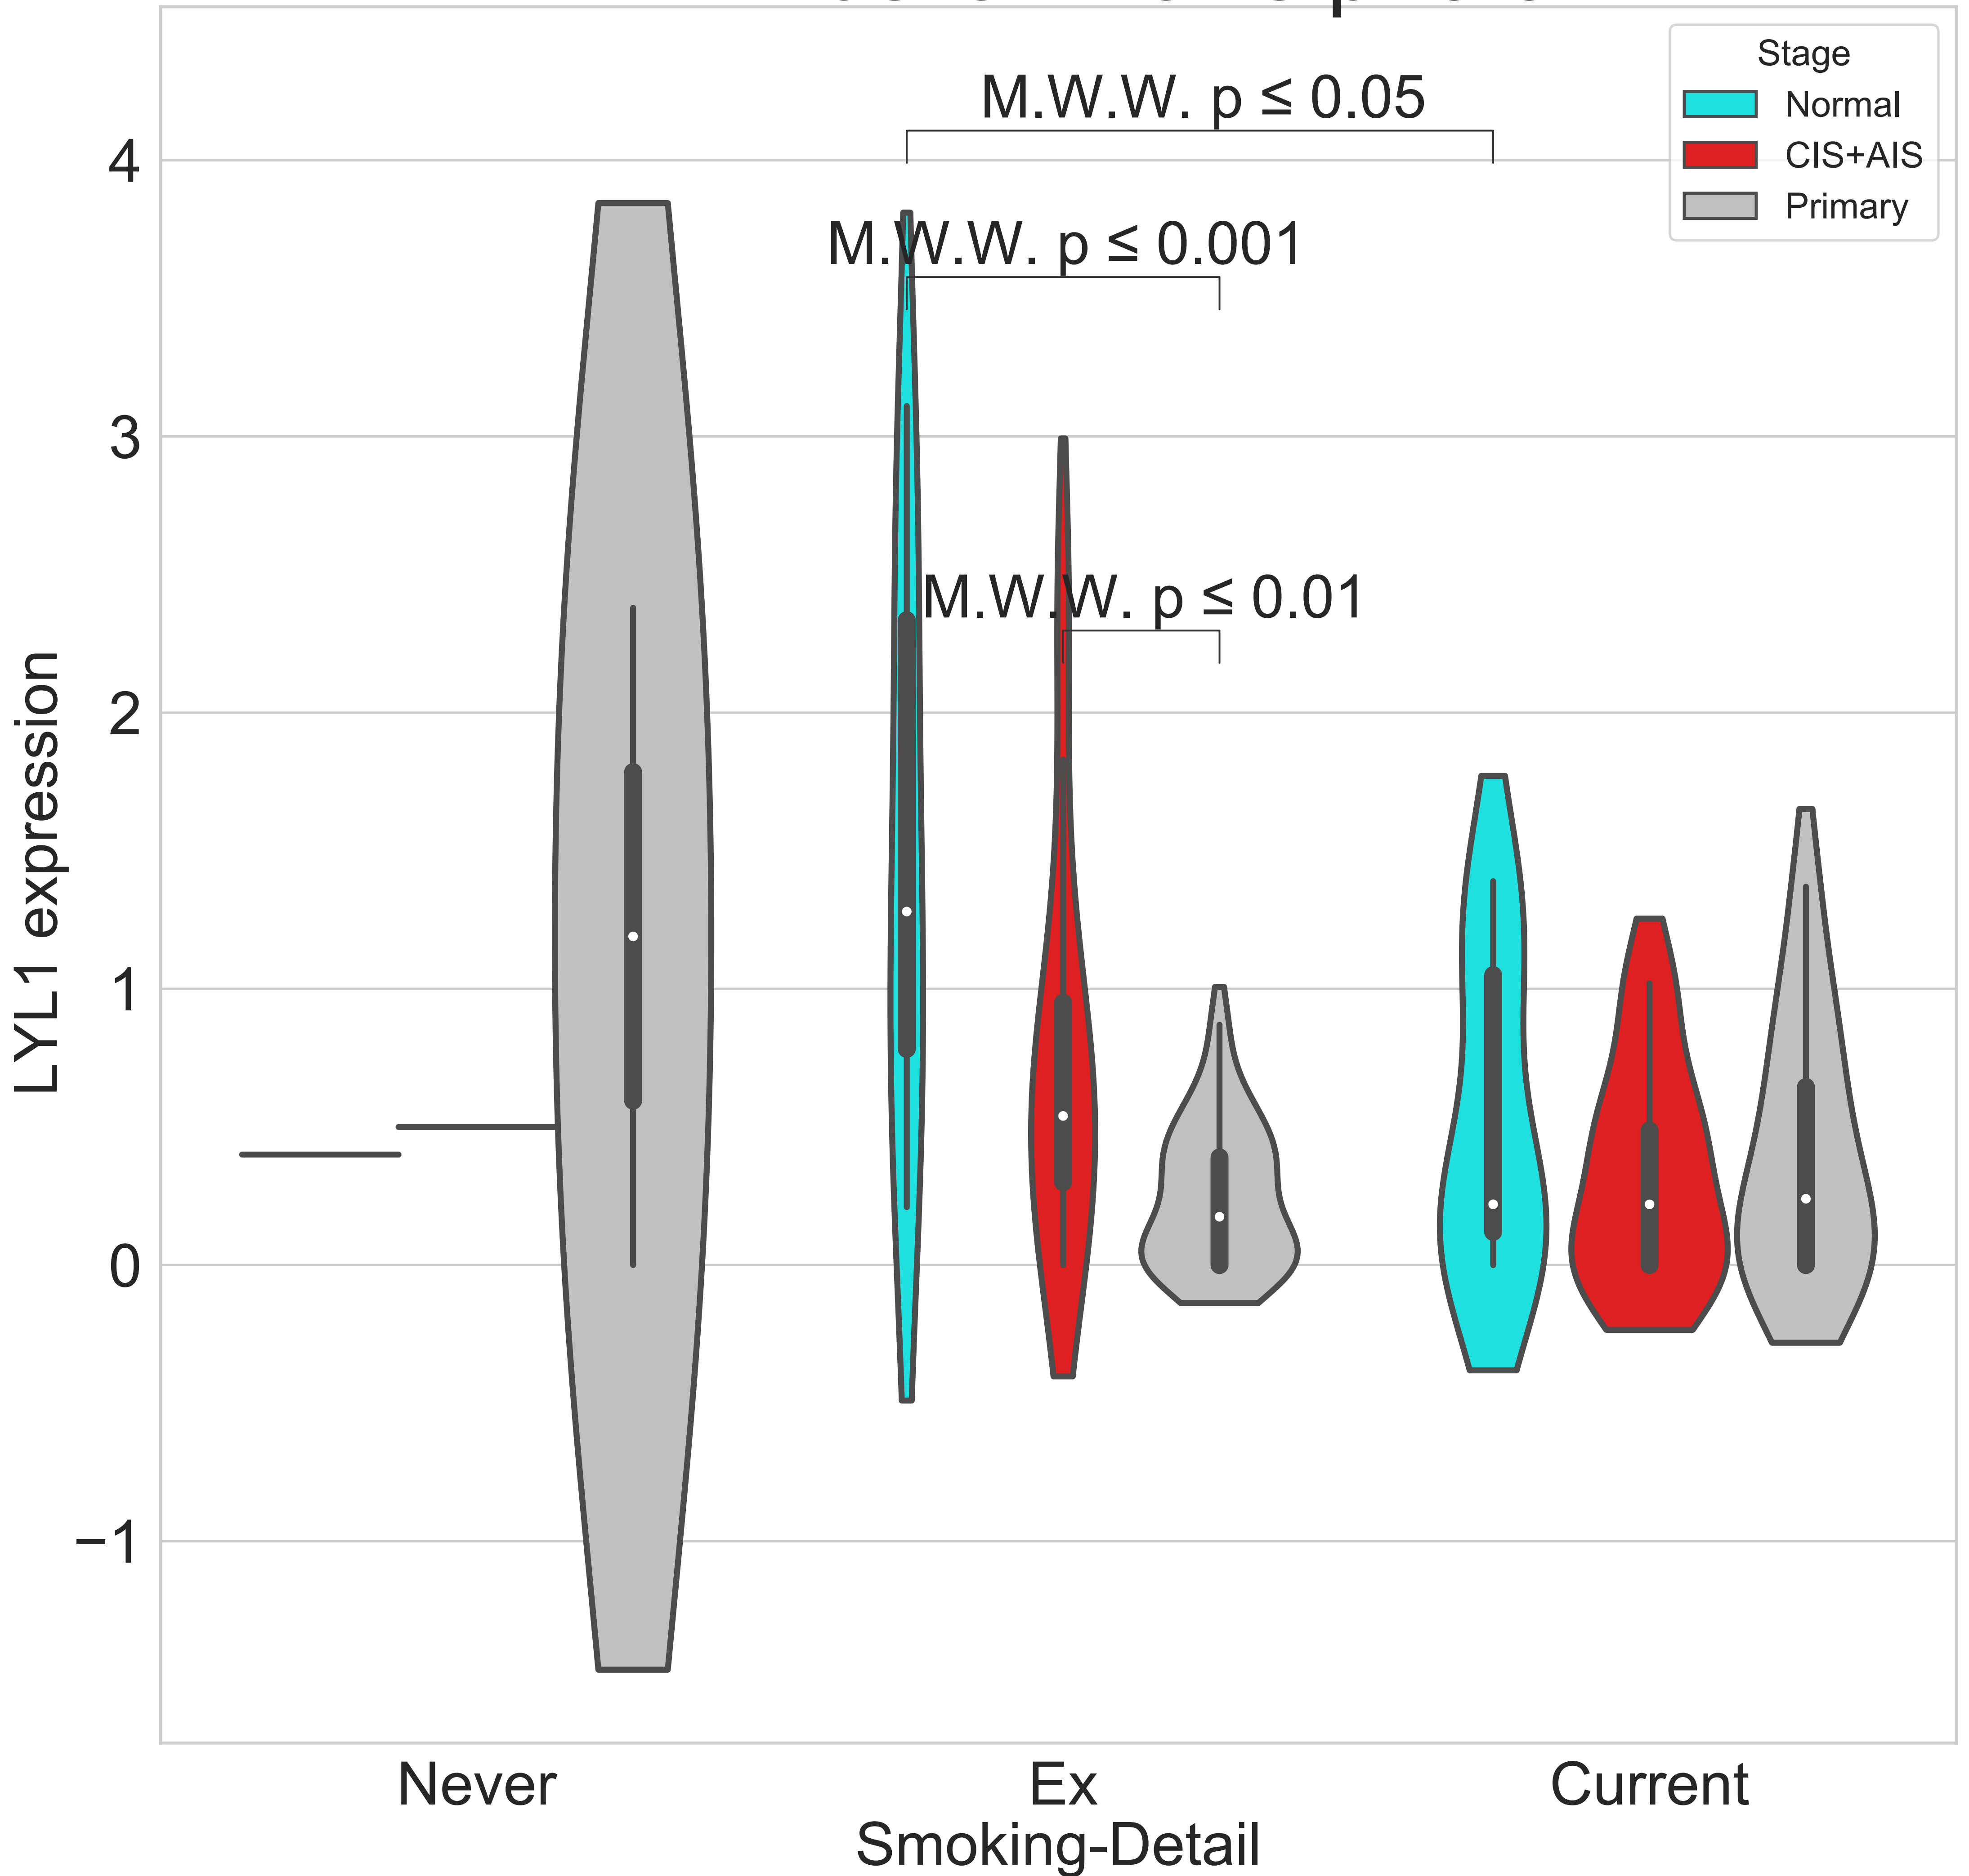 Stage
Normal
CIS+AIS
Primary
M.W.W. p ≤ 0.05
M.W.W. p ≤ 0.001
M.W.W. p ≤ 0.01
4
3
2
1
0
−1
LYL1 expression
Never
Ex
Current
Smoking-Detail